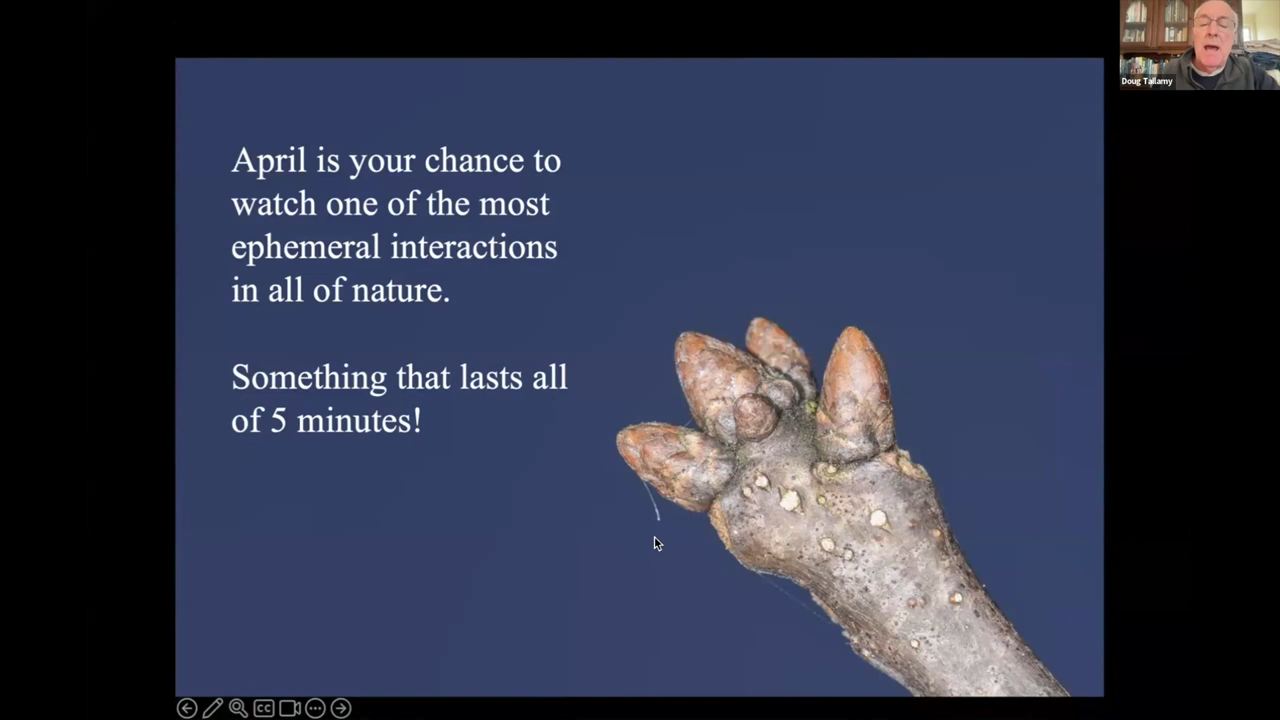 April is your chance to
watch one of the most
ephemeral interactions
in all of nature.
Something that lasts all
of 5 minutes!
Doug Tallamy
CC